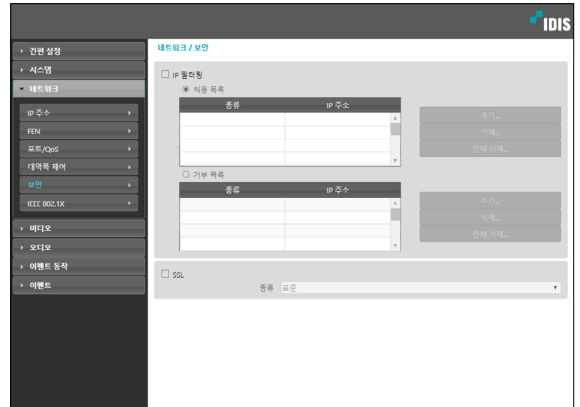 IDIS
간편 설정
시스템
네트워크
IP 주소
FEN
포트/QoS
대역폭 제어
보안
IEEE 802.1X
비디오
오디오
이벤트 동작
이벤트
네트워크 / 보안
IP 필터링
허용 목록
종류 IP 주소
추가...
삭제...
전체 삭제...
거부 목록
종류 IP 주소
추가...
삭제...
전체 삭제...
SSL
종류 표준